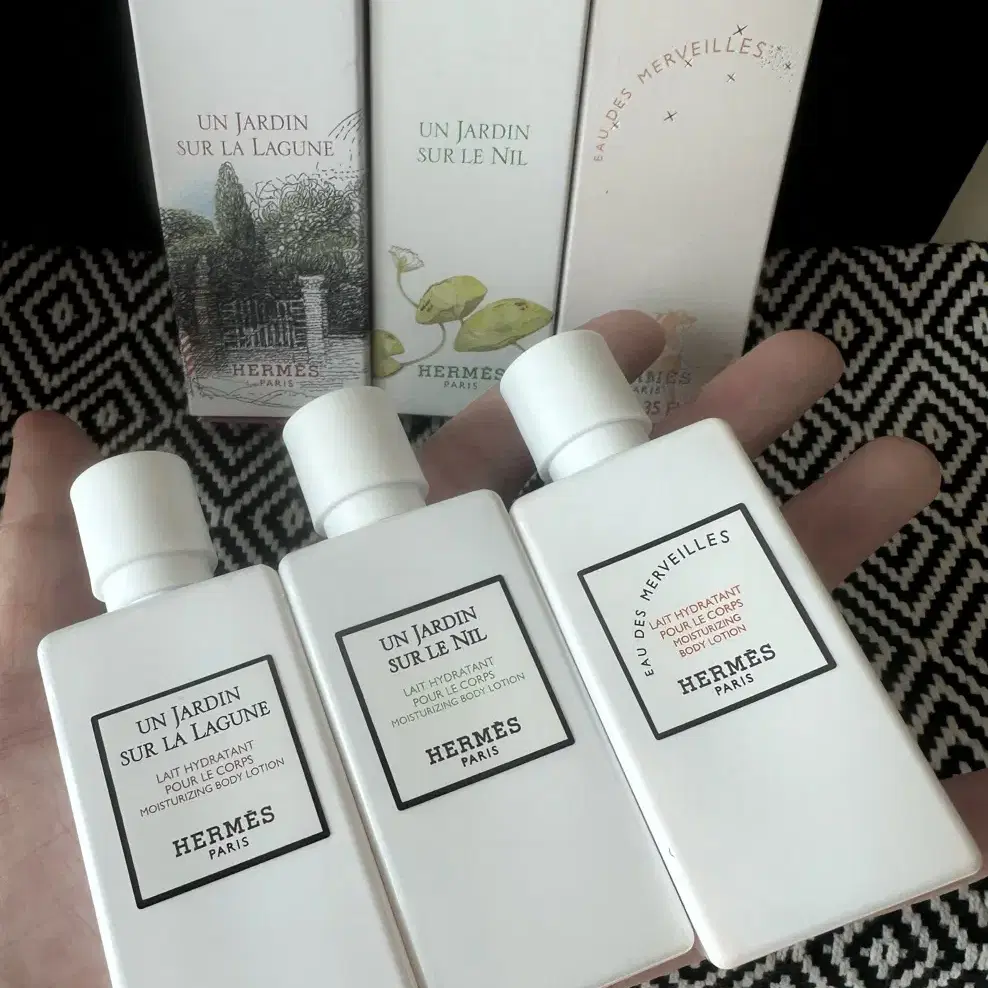 UN JARDIN
SUR LA LAGUNE
HERMÈS
PARIS
UN JARDIN
SUR LE NIL
HERMÈS
PARIS
EAU DES MERVEILLES
UN JARDIN
SUR LA LAGUNE
LAIT HYDRATANT
POUR LE CORPS
MOISTURIZING BODY LOTION
HERMÈS
PARIS
UN JARDIN
SUR LE NIL
LAIT HYDRATANT
POUR LE CORPS
MOISTURIZING BODY LOTION
HERMÈS
PARIS
EAU DES MERVEILLES
LAIT HYDRATANT
POUR LE CORPS
MOISTURIZING
BODY LOTION
HERMÈS
PARIS